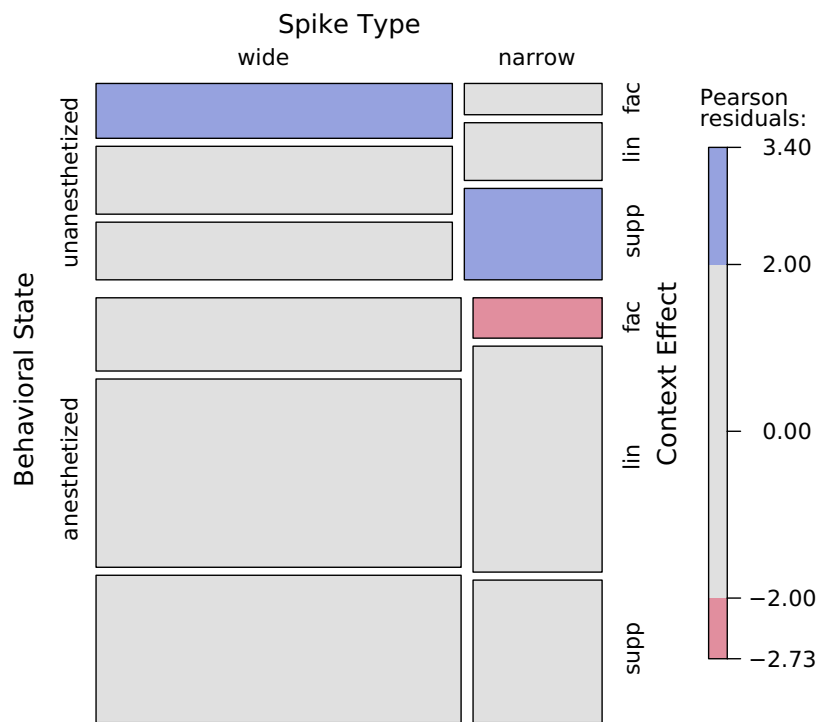 Spike Type
wide narrow
Pearson
residuals:
3.40
2.00
0.00
−2.00
−2.73
Behavioral State
unanesthetized
anesthetized
fac
lin
supp
fac
lin
supp
Context Effect